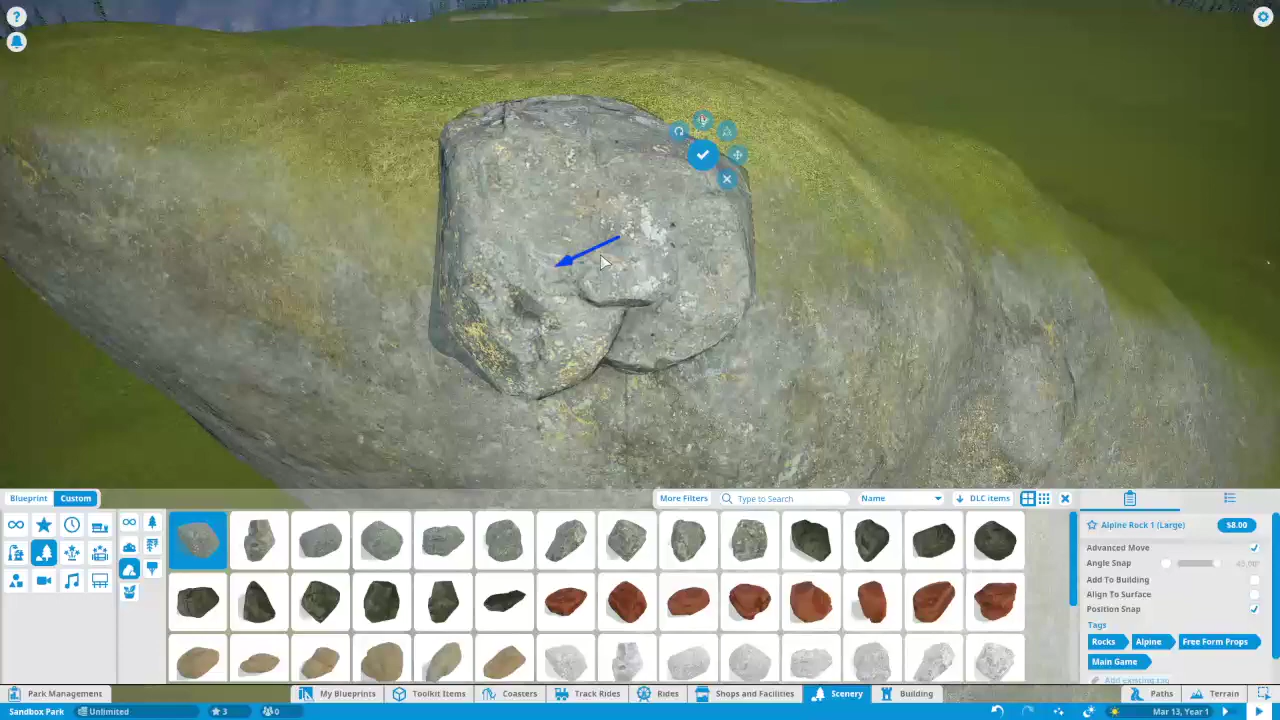 ?
Blueprint
Custom
More Filters
Type to Search
Name
DLC items
Alpine Rock 1 (Large)
$8.00
Advanced Move
Angle Snap
Add To Building
Align To Surface
Position Snap
Tags
Rocks
Alpine
Free Form Props
Main Game
Add existing tag
Park Management
My Blueprints
Toolkit Items
Coasters
Track Rides
Rides
Shops and Facilities
Scenery
Building
Paths
Terrain
Sandbox Park
Unlimited
3
0
Mar 13, Year 1